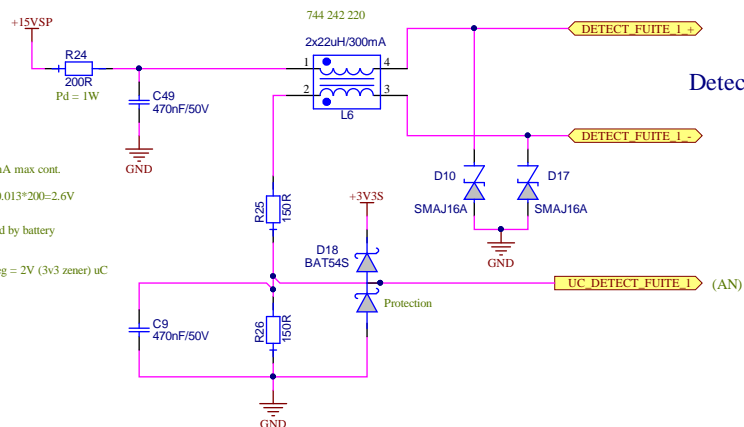 +15VSP
744 242 220
2x22uH/300mA
R24
200R
Pd = 1W
C49
470nF/50V
GND
1
4
2
3
L6
DETECT_FUITE_1_+
Detec
DETECT_FUITE_1_-
A max cont.
.013*200=2.6V
d by battery
eg = 2V (3v3 zener) uC
R25
150R
+3V3S
D10
SMAJ16A
D17
SMAJ16A
GND
D18
BAT54S
UC_DETECT_FUITE_1
(AN)
Protection
C9
470nF/50V
R26
150R
GND